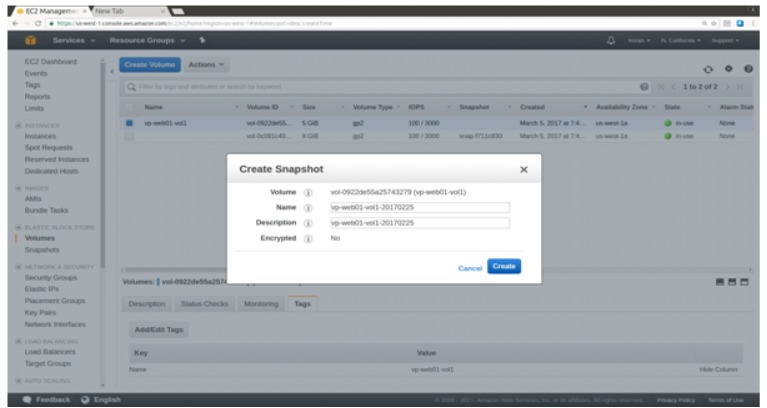 EC2 Management
New Tab
https://us-west-1.console.aws.amazon.com/ec2/v2/home?region=us-west-1#Volumes:sort=desc:createTime
Services
Resource Groups
N. California
Support
EC2 Dashboard
Events
Tags
Reports
Limits
INSTANCES
Instances
Spot Requests
Reserved Instances
Dedicated Hosts
IMAGES
AMIs
Bundle Tasks
ELASTIC BLOCK STORE
Volumes
Snapshots
NETWORK & SECURITY
Security Groups
Elastic IPs
Placement Groups
Key Pairs
Network Interfaces
LOAD BALANCING
Load Balancers
Target Groups
AUTO SCALING
Create Volume Actions
Filter by tags and attributes or search by keyword
1 to 2 of 2
Name Volume ID Size Volume Type IOPS Snapshot Created Availability Zone State Alarm Stat
vp-web01-vol1 vol-0922de55... 5 GiB gp2 100 / 3000 March 5, 2017 at 7:4... us-west-1a in-use None
vol-0c091c40... 8 GiB gp2 100 / 3000 snap-f711c830 March 5, 2017 at 7:4... us-west-1a in-use None
Create Snapshot
Volume vol-0922de55a25743279 (vp-web01-vol1)
Name vp-web01-vol1-20170225
Description vp-web01-vol1-20170225
Encrypted No
Cancel Create
Volumes: vol-0922de55a2574
Description Status Checks Monitoring Tags
Add/Edit Tags
Key Value
Name vp-web01-vol1 Hide Column
Feedback English
© 2008 - 2017, Amazon Web Services, Inc. or its affiliates. All rights reserved. Privacy Policy Terms of Use